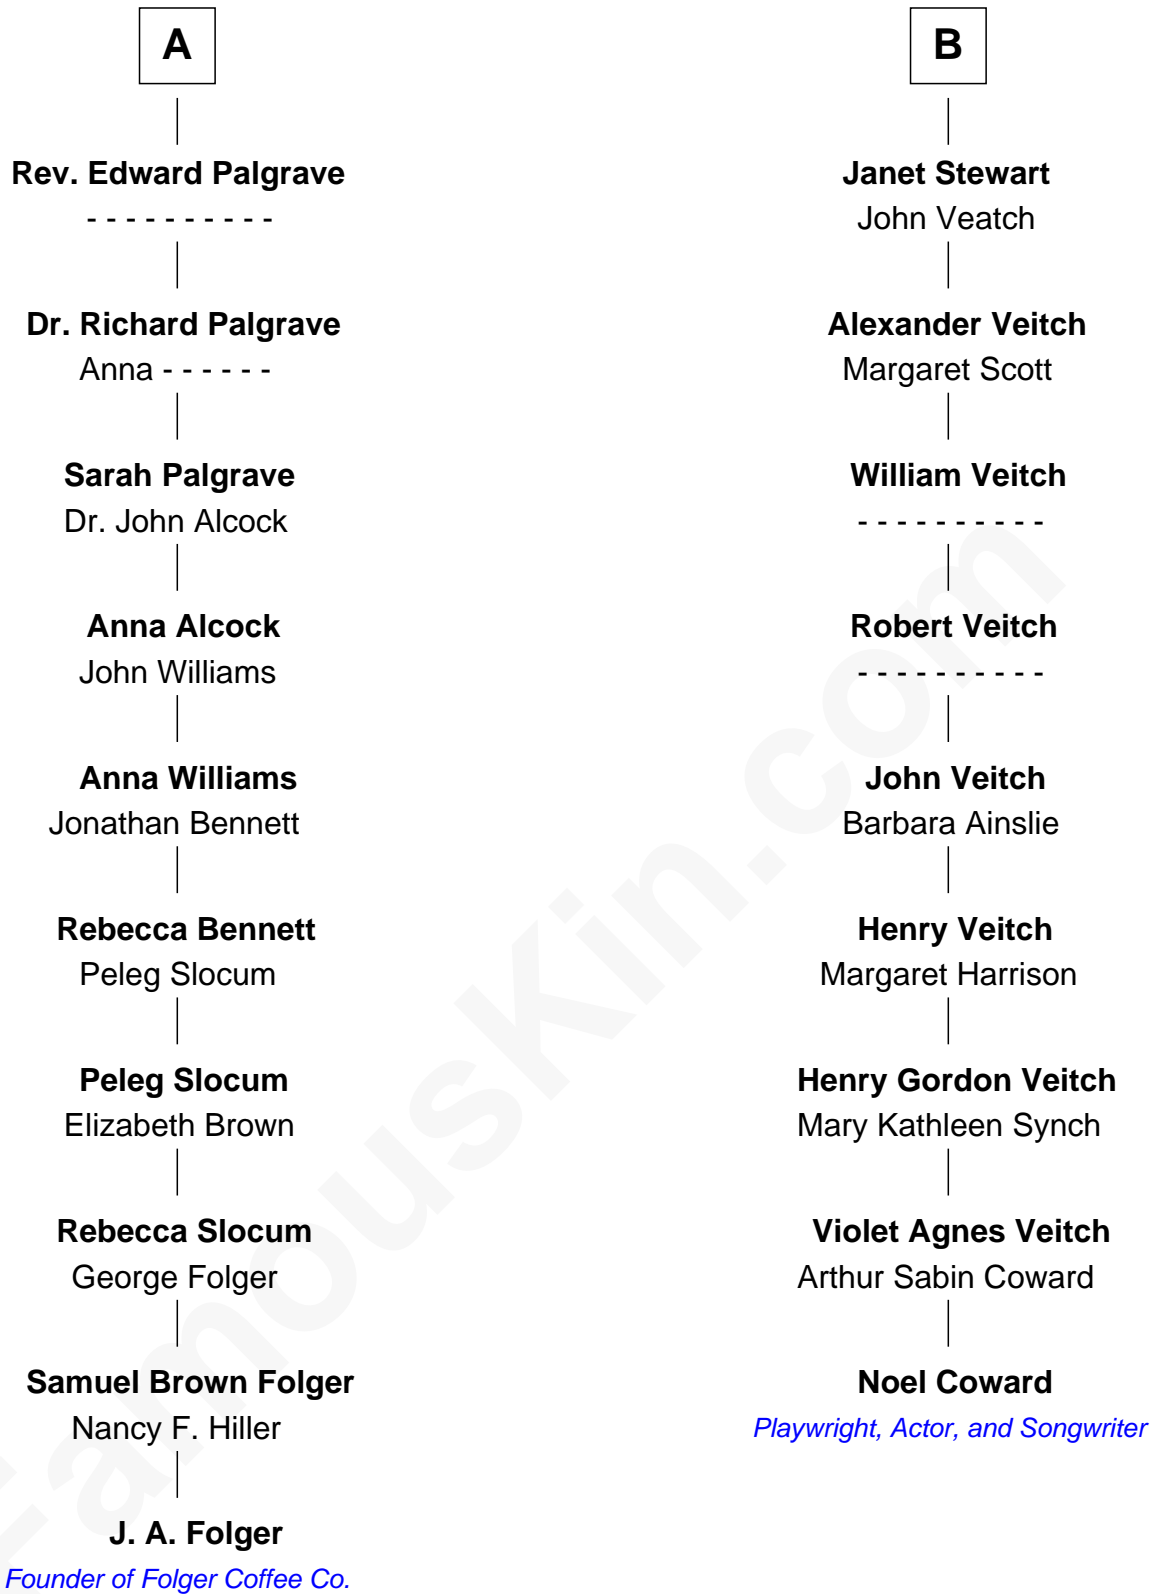 A
Rev. Edward Palgrave
- - - - - - - - - -
Dr. Richard Palgrave
Anna - - - - - -
Sarah Palgrave
Dr. John Alcock
Anna Alcock
John Williams
Anna Williams
Jonathan Bennett
Rebecca Bennett
Peleg Slocum
Peleg Slocum
Elizabeth Brown
Rebecca Slocum
George Folger
Samuel Brown Folger
Nancy F. Hiller
J. A. Folger
Founder of Folger Coffee Co.
B
Janet Stewart
John Veatch
Alexander Veitch
Margaret Scott
William Veitch
- - - - - - - - - -
Robert Veitch
- - - - - - - - - -
John Veitch
Barbara Ainslie
Henry Veitch
Margaret Harrison
Henry Gordon Veitch
Mary Kathleen Synch
Violet Agnes Veitch
Arthur Sabin Coward
Noel Coward
Playwright, Actor, and Songwriter
FamousKin.com